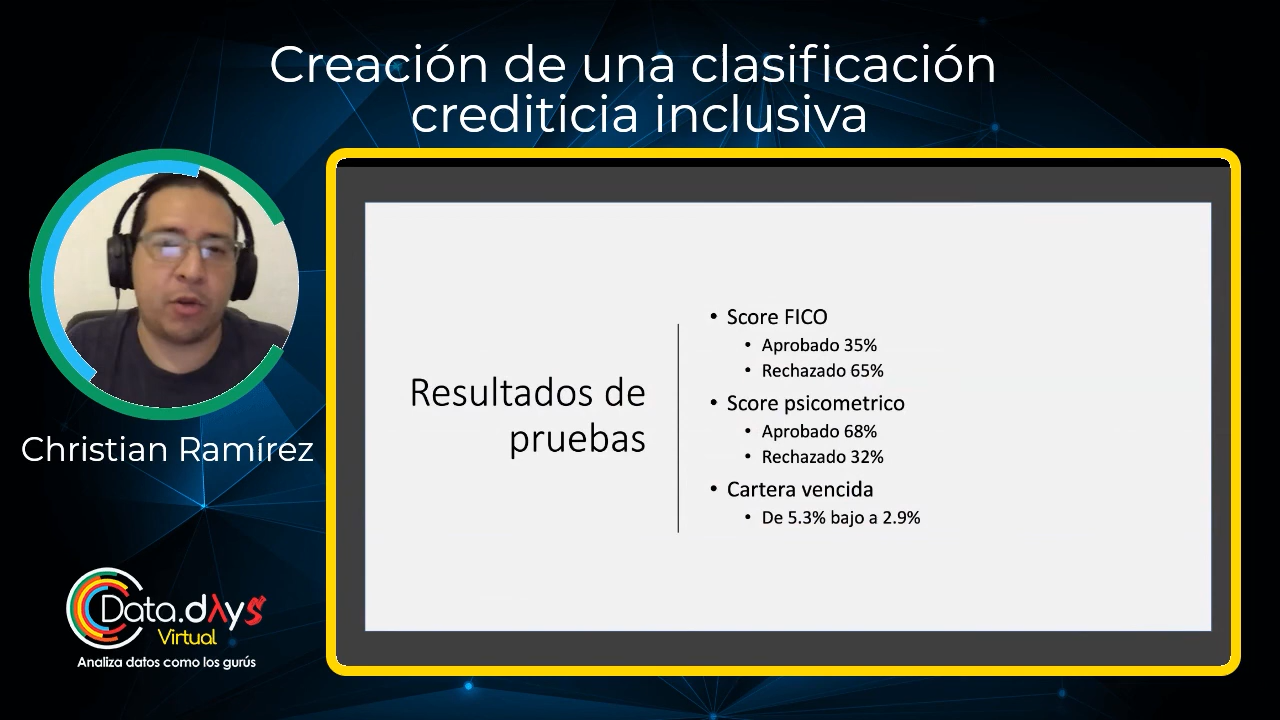 Creación de una clasificación
crediticia inclusiva
Christian Ramírez
Resultados de
pruebas
• Score FICO
• Aprobado 35%
• Rechazado 65%
• Score psicometrico
• Aprobado 68%
• Rechazado 32%
• Cartera vencida
• De 5.3% bajo a 2.9%
Data.dλys
Virtual
Analiza datos como los gurús